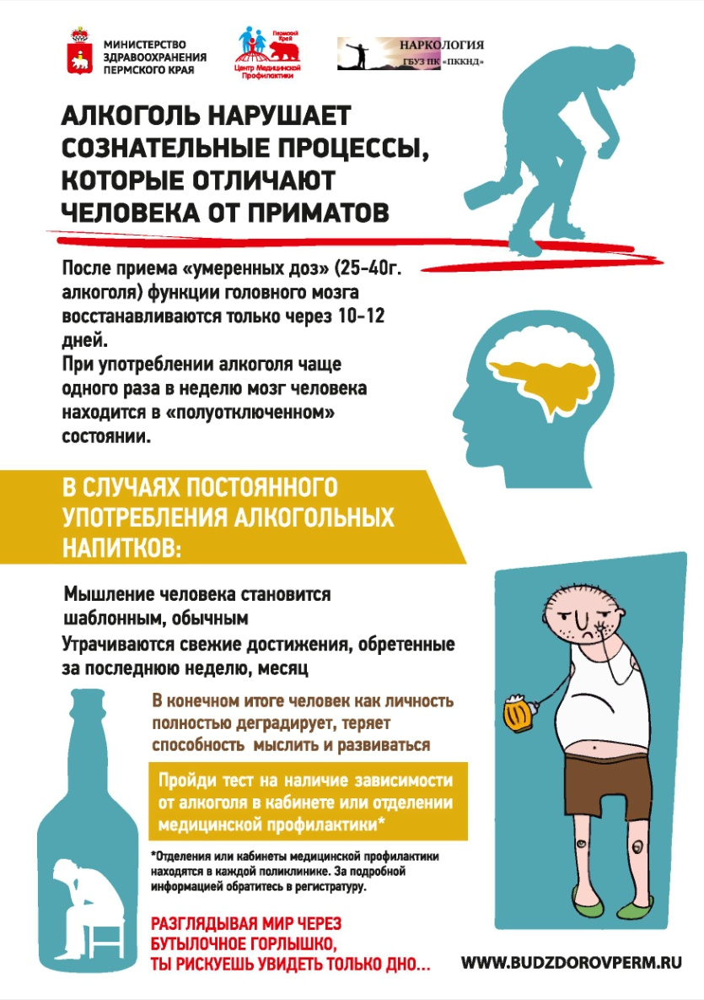 МИНИСТЕРСТВО
ЗДРАВООХРАНЕНИЯ
ПЕРМСКОГО КРАЯ
Пермский
Край
Центр Медицинской
Профилактики
НАРКОЛОГИЯ
ГБУЗ ПК «ПККНД»
АЛКОГОЛЬ НАРУШАЕТ
СОЗНАТЕЛЬНЫЕ ПРОЦЕССЫ,
КОТОРЫЕ ОТЛИЧАЮТ
ЧЕЛОВЕКА ОТ ПРИМАТОВ
После приема «умеренных доз» (25-40г.
алкоголя) функции головного мозга
восстанавливаются только через 10-12
дней.
При употреблении алкоголя чаще
одного раза в неделю мозг человека
находится в «полуотключенном»
состоянии.
В СЛУЧАЯХ ПОСТОЯННОГО
УПОТРЕБЛЕНИЯ АЛКОГОЛЬНЫХ
НАПИТКОВ:
Мышление человека становится
шаблонным, обычным
Утрачиваются свежие достижения, обретенные
за последнюю неделю, месяц
В конечном итоге человек как личность
полностью деградирует, теряет
способность мыслить и развиваться
Пройди тест на наличие зависимости
от алкоголя в кабинете или отделении
медицинской профилактики*
*Отделения или кабинеты медицинской профилактики
находятся в каждой поликлинике. За подробной
информацией обратитесь в регистратуру.
РАЗГЛЯДЫВАЯ МИР ЧЕРЕЗ
БУТЫЛОЧНОЕ ГОРЛЫШКО,
ТЫ РИСКУЕШЬ УВИДЕТЬ ТОЛЬКО ДНО...
WWW.BUDZDOROVPERM.RU